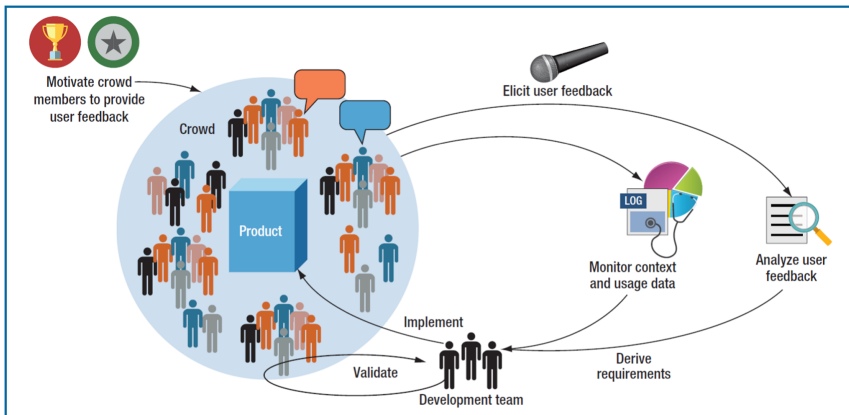 Motivate crowd
members to provide
user feedback
Crowd
Product
Elicit user feedback
LOG
Monitor context
and usage data
Analyze user
feedback
Implement
Derive
requirements
Validate
Development team